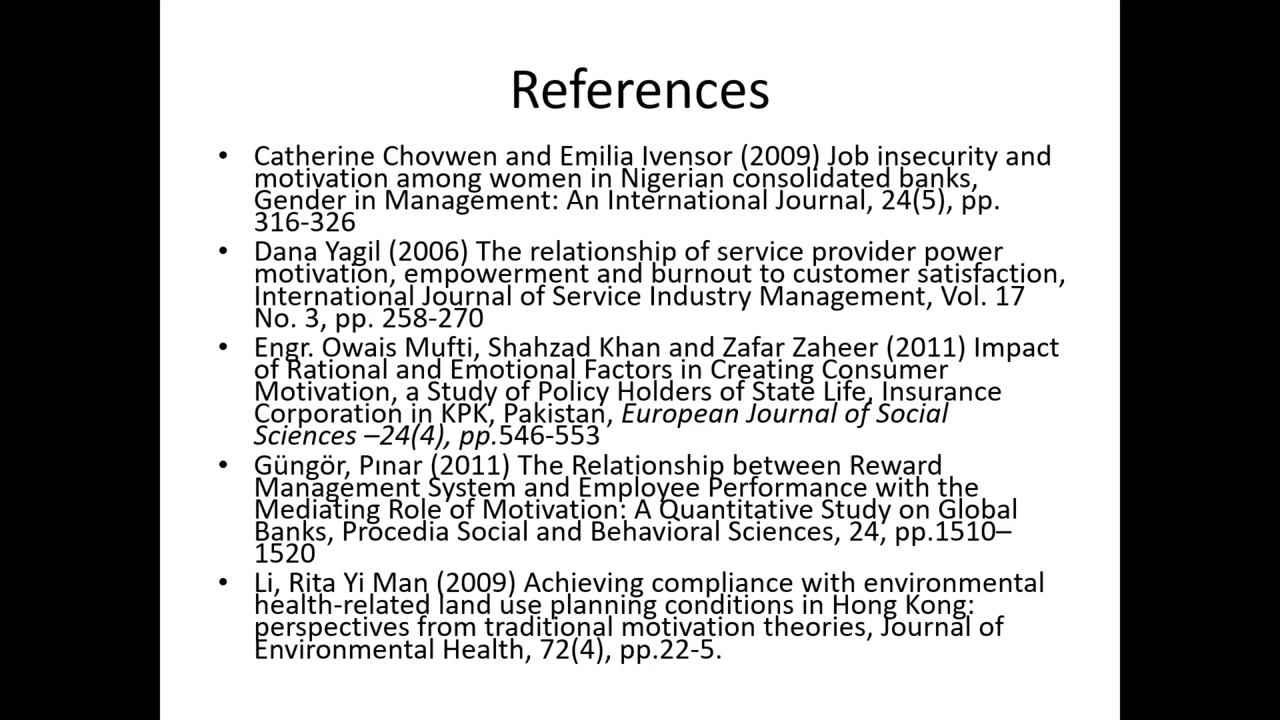 References
• Catherine Chovwen and Emilia Ivensor (2009) Job insecurity and
motivation among women in Nigerian consolidated banks,
Gender in Management: An International Journal, 24(5), pp.
316-326
• Dana Yagil (2006) The relationship of service provider power
motivation, empowerment and burnout to customer satisfaction,
International Journal of Service Industry Management, Vol. 17
No. 3, pp. 258-270
• Engr. Owais Mufti, Shahzad Khan and Zafar Zaheer (2011) Impact
of Rational and Emotional Factors in Creating Consumer
Motivation, a Study of Policy Holders of State Life, Insurance
Corporation in KPK, Pakistan, European Journal of Social
Sciences –24(4), pp.546-553
• Güngör, Pınar (2011) The Relationship between Reward
Management System and Employee Performance with the
Mediating Role of Motivation: A Quantitative Study on Global
Banks, Procedia Social and Behavioral Sciences, 24, pp.1510–
1520
• Li, Rita Yi Man (2009) Achieving compliance with environmental
health-related land use planning conditions in Hong Kong:
perspectives from traditional motivation theories, Journal of
Environmental Health, 72(4), pp.22-5.